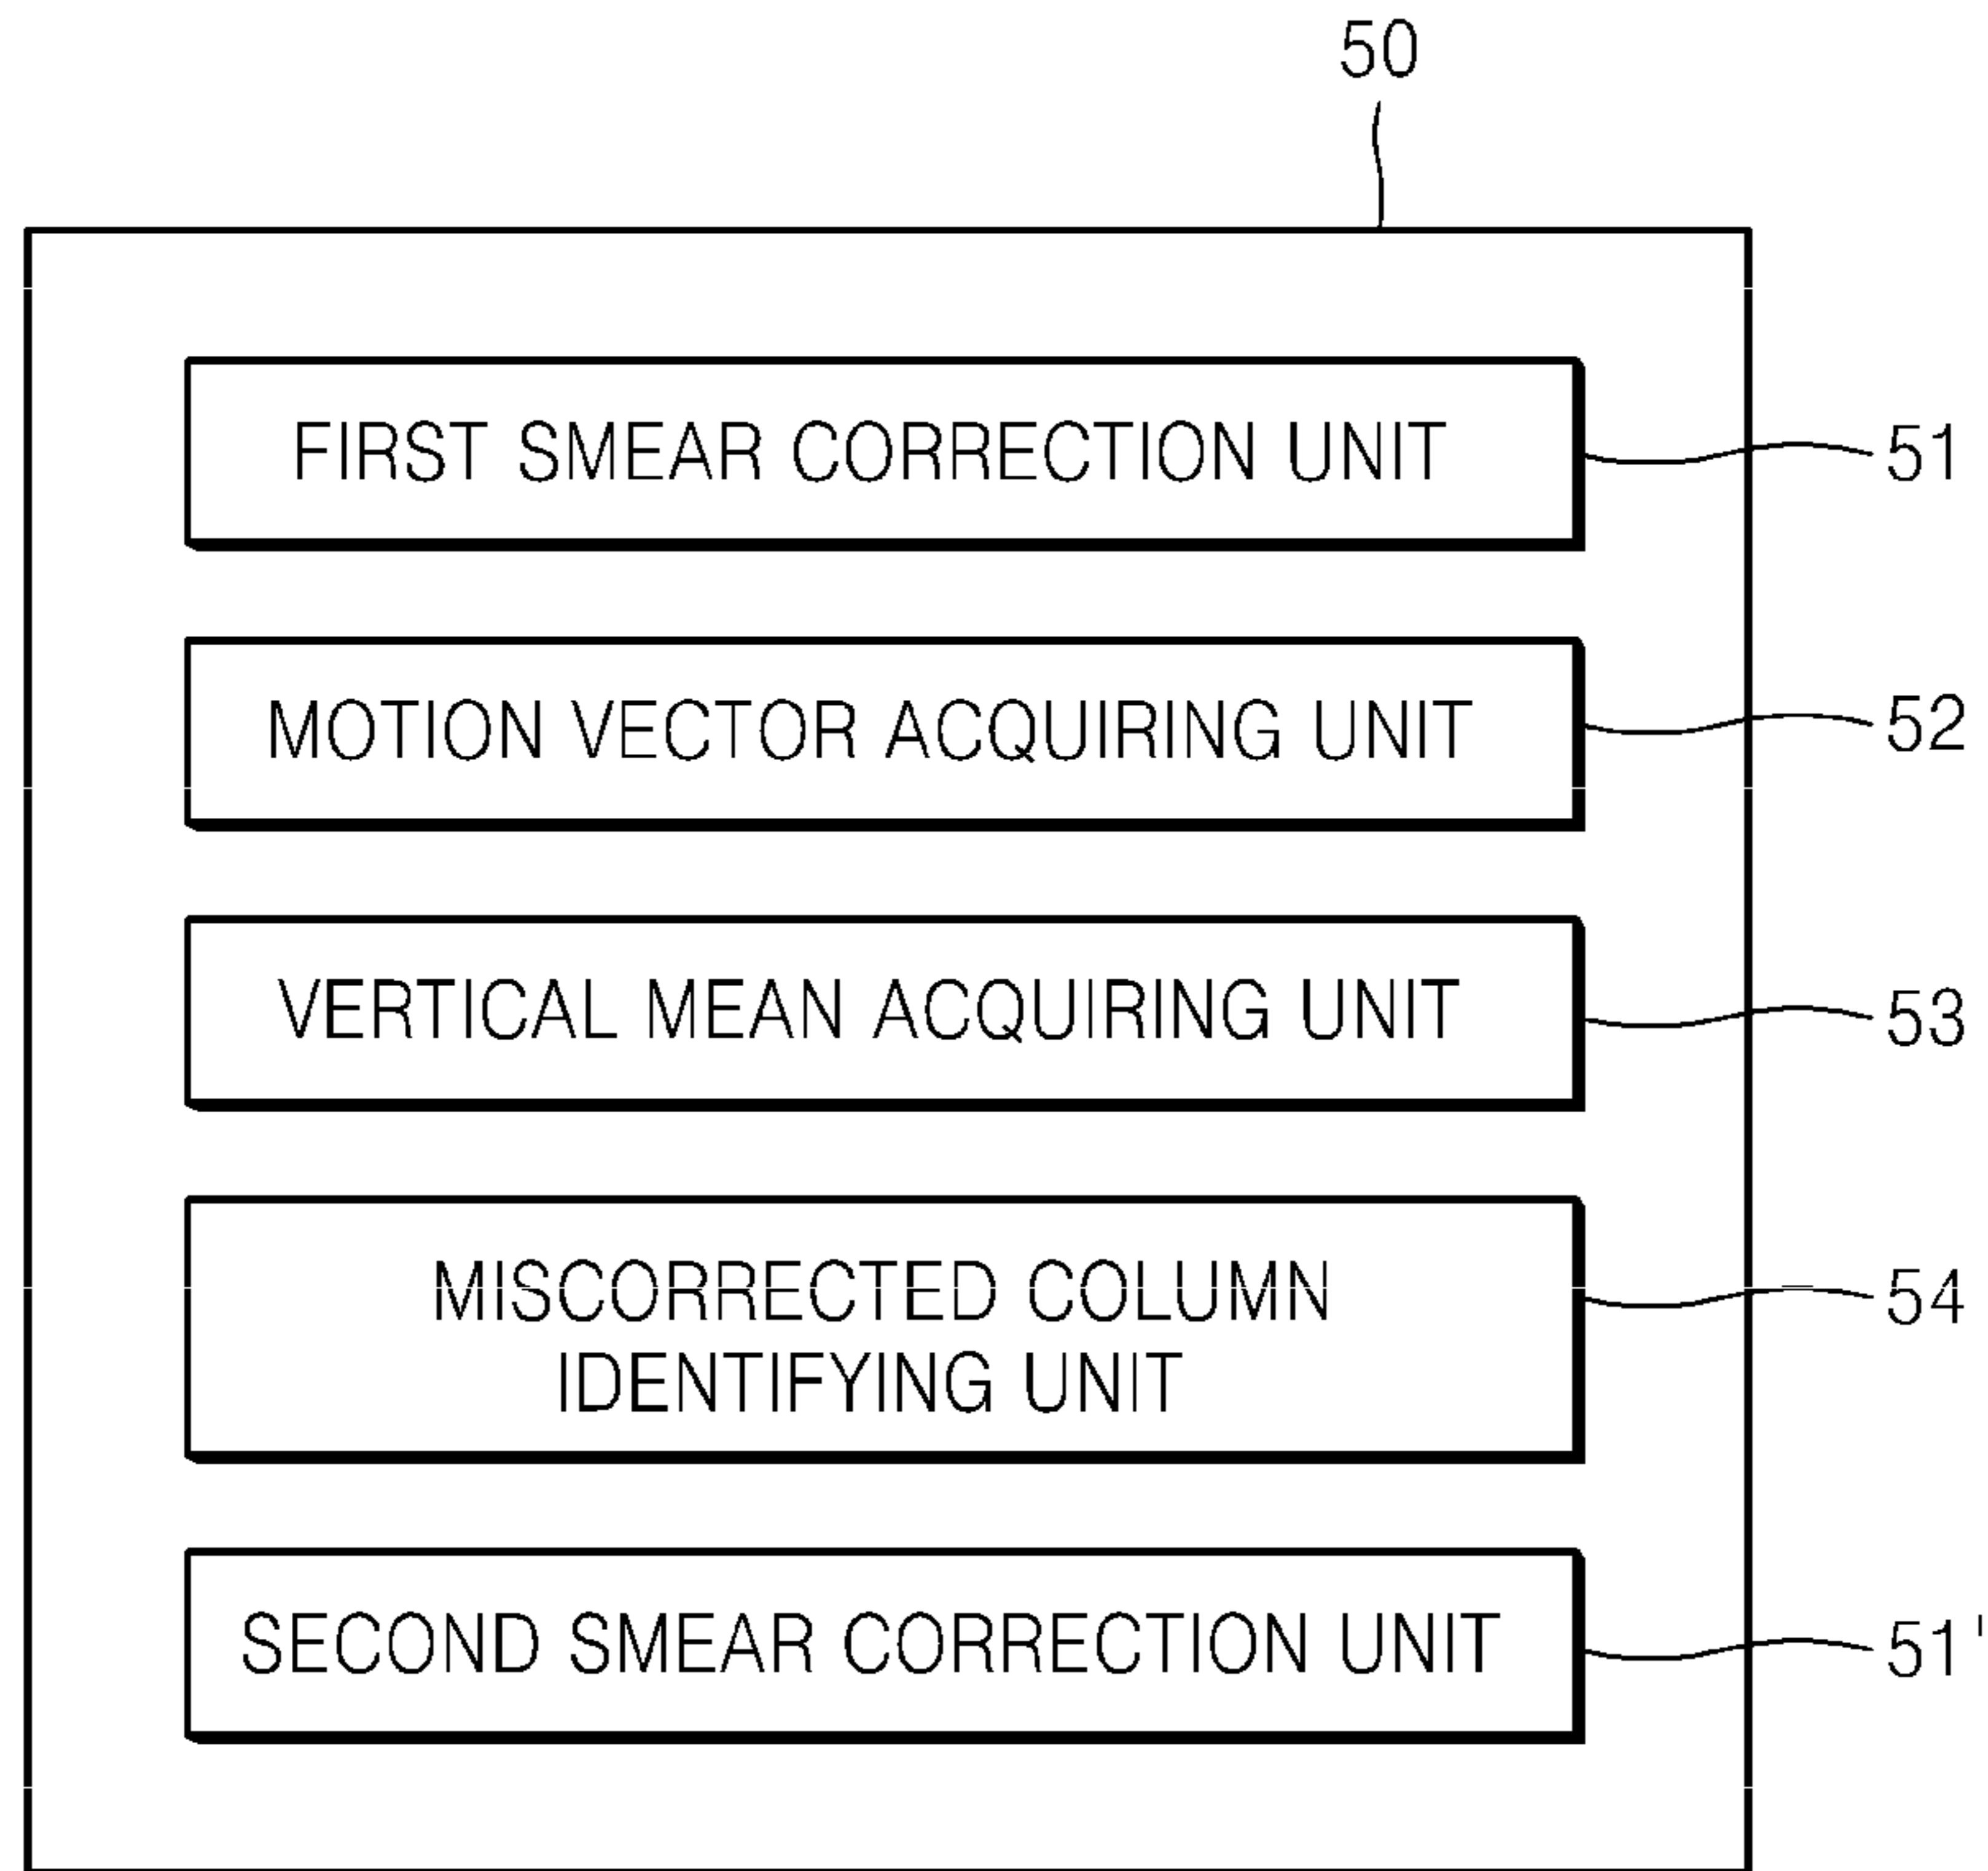 50
FIRST SMEAR CORRECTION UNIT
51
MOTION VECTOR ACQUIRING UNIT
52
VERTICAL MEAN ACQUIRING UNIT
53
MISCORRECTED COLUMN
IDENTIFYING UNIT
54
SECOND SMEAR CORRECTION UNIT
51'